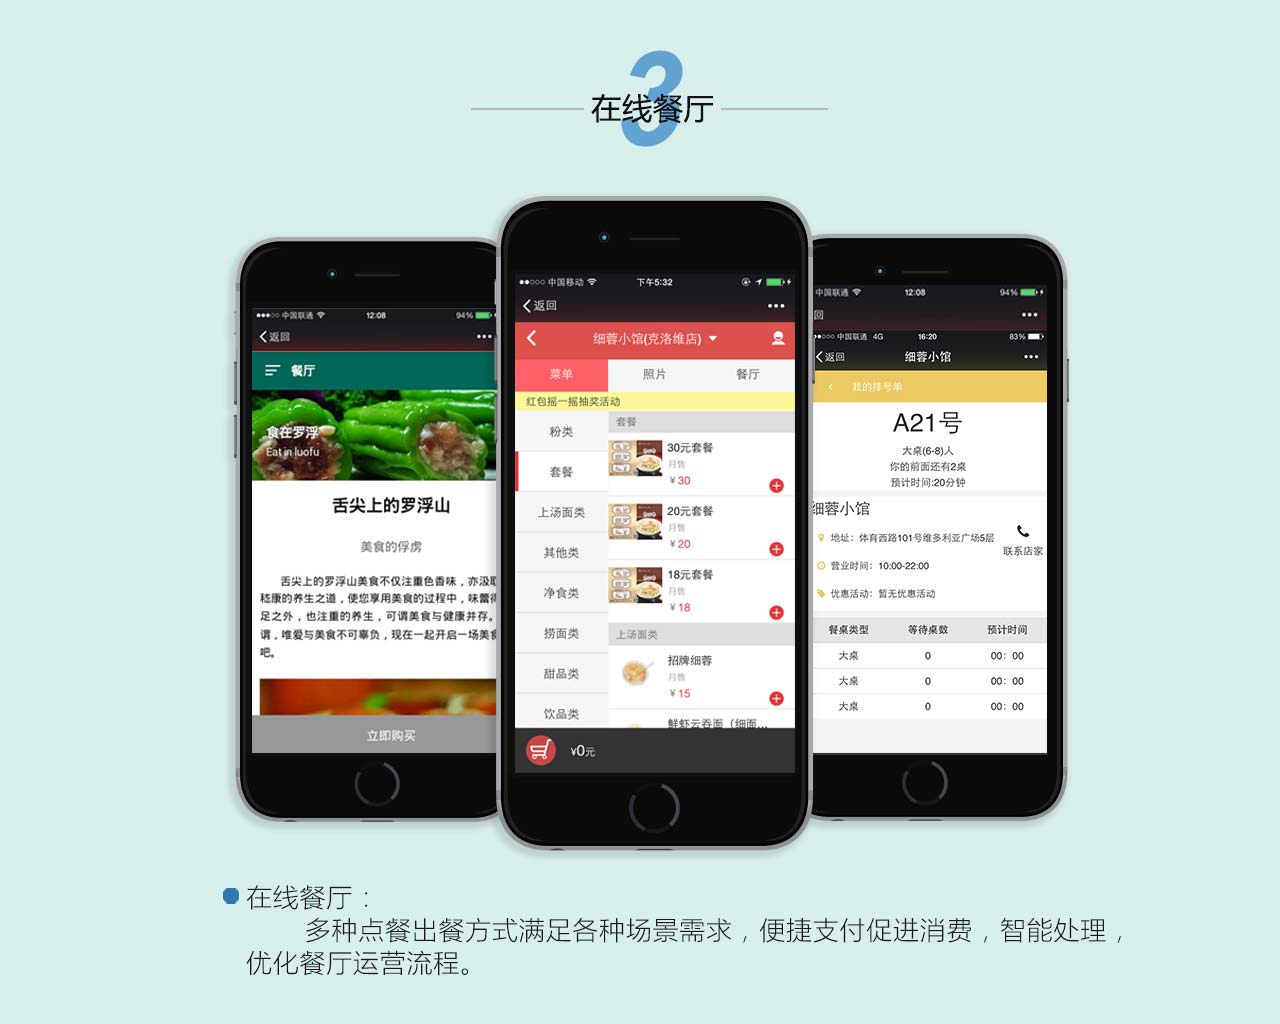 3
在线餐厅
中国联通 12:08 94%
返回
餐厅
食在罗浮
Eat in luofu
舌尖上的罗浮山
美食的俘虏
舌尖上的罗浮山美食不仅注重色香味，亦汲取
嵇康的养生之道，使您享用美食的过程中，味蕾得
足之外，也注重的养生，可谓美食与健康并存。
谓，唯爱与美食不可辜负，现在一起开启一场美食
吧。
立即购买
中国移动 下午5:32
返回
细蓉小馆(克洛维店)
菜单 照片 餐厅
红包摇一摇抽奖活动
粉类
套餐
上汤面类
其他类
净食类
捞面类
甜品类
饮品类
套餐
30元套餐
月售
¥ 30
20元套餐
月售
¥ 20
18元套餐
月售
¥ 18
上汤面类
招牌细蓉
月售
¥ 15
鲜虾云吞面（细面...
¥0元
中国联通 12:08 94%
回
中国联通 4G 16:20 83%
返回 细蓉小馆
我的排号单
A21号
大桌(6-8)人
你的前面还有2桌
预计时间:20分钟
细蓉小馆
地址：体育西路101号维多利亚广场5层
联系店家
营业时间：10:00-22:00
优惠活动：暂无优惠活动
餐桌类型 等待桌数 预计时间
大桌 0 00：00
大桌 0 00：00
大桌 0 00：00
在线餐厅：
多种点餐出餐方式满足各种场景需求，便捷支付促进消费，智能处理，
优化餐厅运营流程。